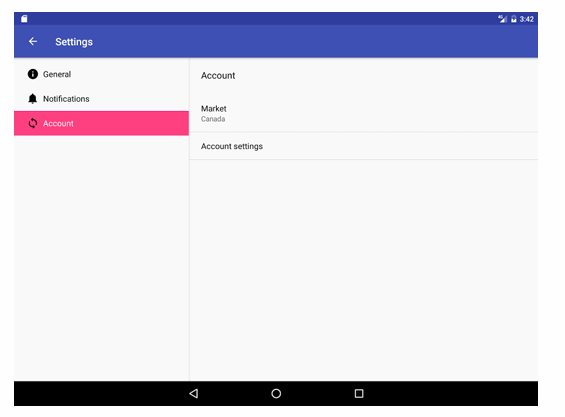 3:42
Settings
General
Notifications
Account
Account
Market
Canada
Account settings